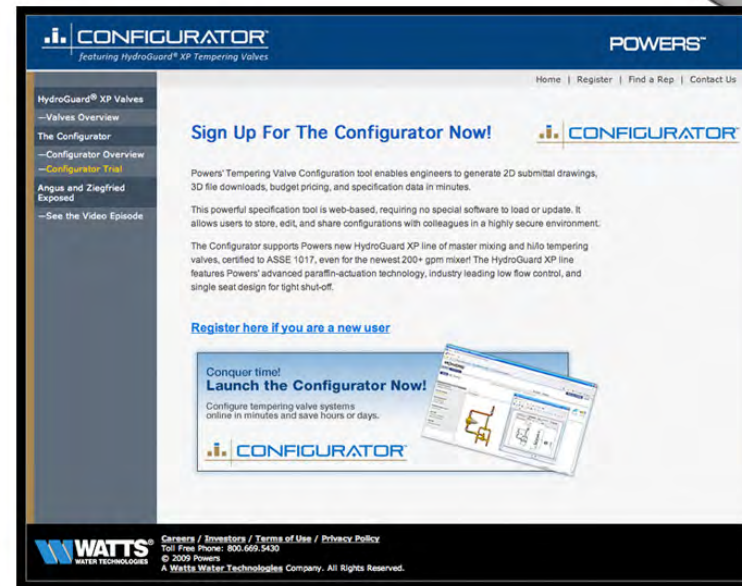 CONFIGURATOR™
featuring HydroGuard® XP Tempering Valves
POWERS™
Home | Register | Find a Rep | Contact Us
HydroGuard® XP Valves
—Valves Overview
The Configurator
—Configurator Overview
—Configurator Trial
Angus and Ziegfried
Exposed
—See the Video Episode
Sign Up For The Configurator Now!
CONFIGURATOR™
Powers' Tempering Valve Configuration tool enables engineers to generate 2D submittal drawings,
3D file downloads, budget pricing, and specification data in minutes.
This powerful specification tool is web-based, requiring no special software to load or update. It
allows users to store, edit, and share configurations with colleagues in a highly secure environment.
The Configurator supports Powers new HydroGuard XP line of master mixing and hi/lo tempering
valves, certified to ASSE 1017, even for the newest 200+ gpm mixer! The HydroGuard XP line
features Powers' advanced paraffin-actuation technology, industry leading low flow control, and
single seat design for tight shut-off.
Register here if you are a new user
Conquer time!
Launch the Configurator Now!
Configure tempering valve systems
online in minutes and save hours or days.
CONFIGURATOR™
WATTS®
WATER TECHNOLOGIES
Careers / Investors / Terms of Use / Privacy Policy
Toll Free Phone: 800.669.5430
© 2009 Powers
A Watts Water Technologies Company. All Rights Reserved.